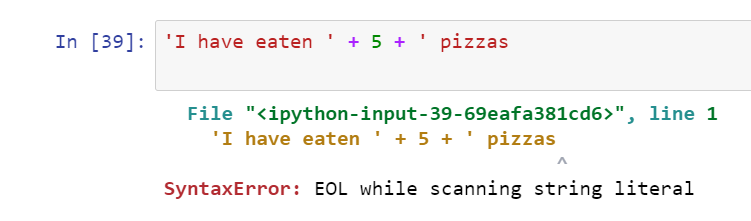 In [39]: 'I have eaten ' + 5 + ' pizzas
File "<ipython-input-39-69eafa381cd6>", line 1
'I have eaten ' + 5 + ' pizzas
^
SyntaxError: EOL while scanning string literal